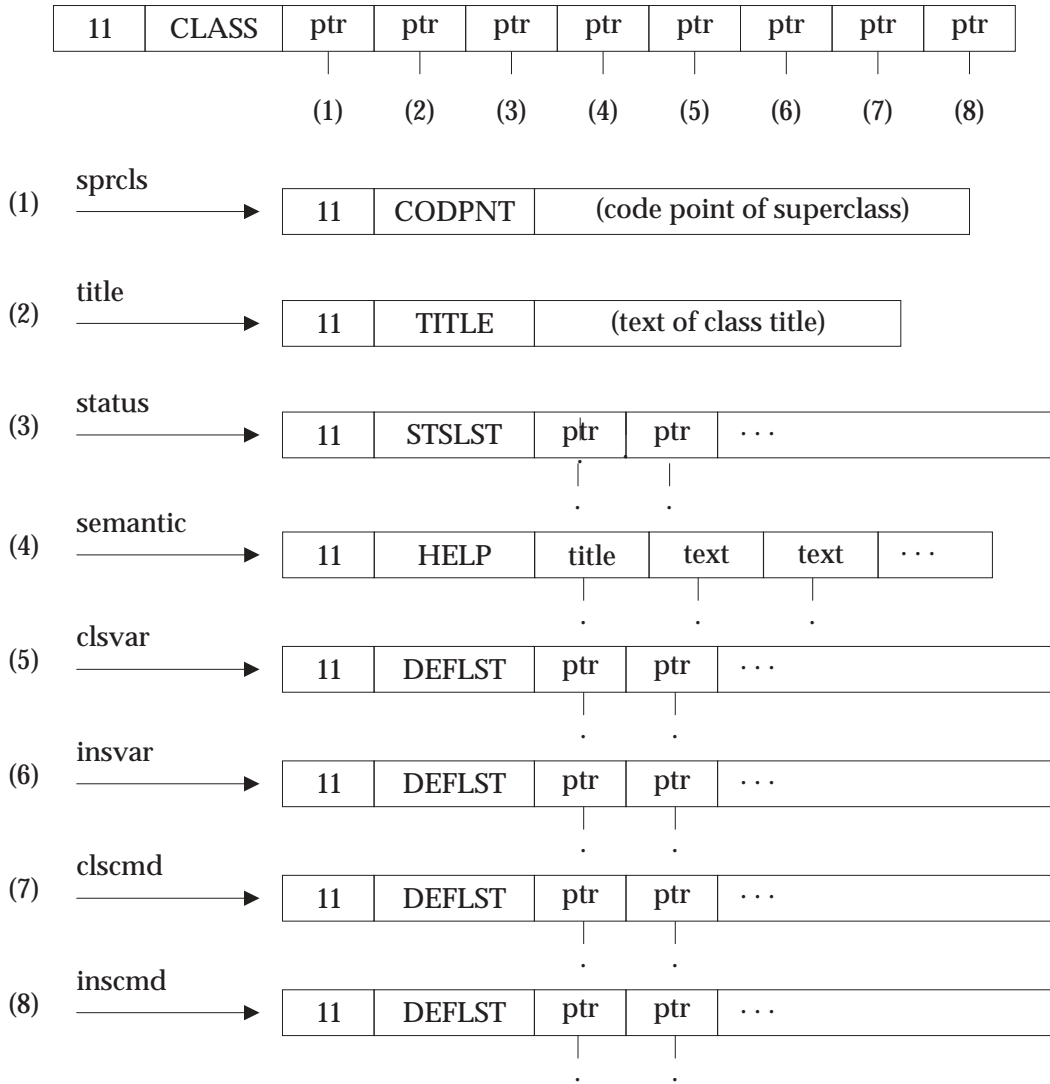 11 CLASS ptr ptr ptr ptr ptr ptr ptr ptr
(1) (2) (3) (4) (5) (6) (7) (8)
sprcls
(1) 11 CODPNT (code point of superclass)
title
(2) 11 TITLE (text of class title)
status
(3) 11 STSLST ptr ptr . . .
semantic
(4) 11 HELP title text text . . .
clsvar
(5) 11 DEFLST ptr ptr . . .
insvar
(6) 11 DEFLST ptr ptr . . .
clscmd
(7) 11 DEFLST ptr ptr . . .
inscmd
(8) 11 DEFLST ptr ptr . . .